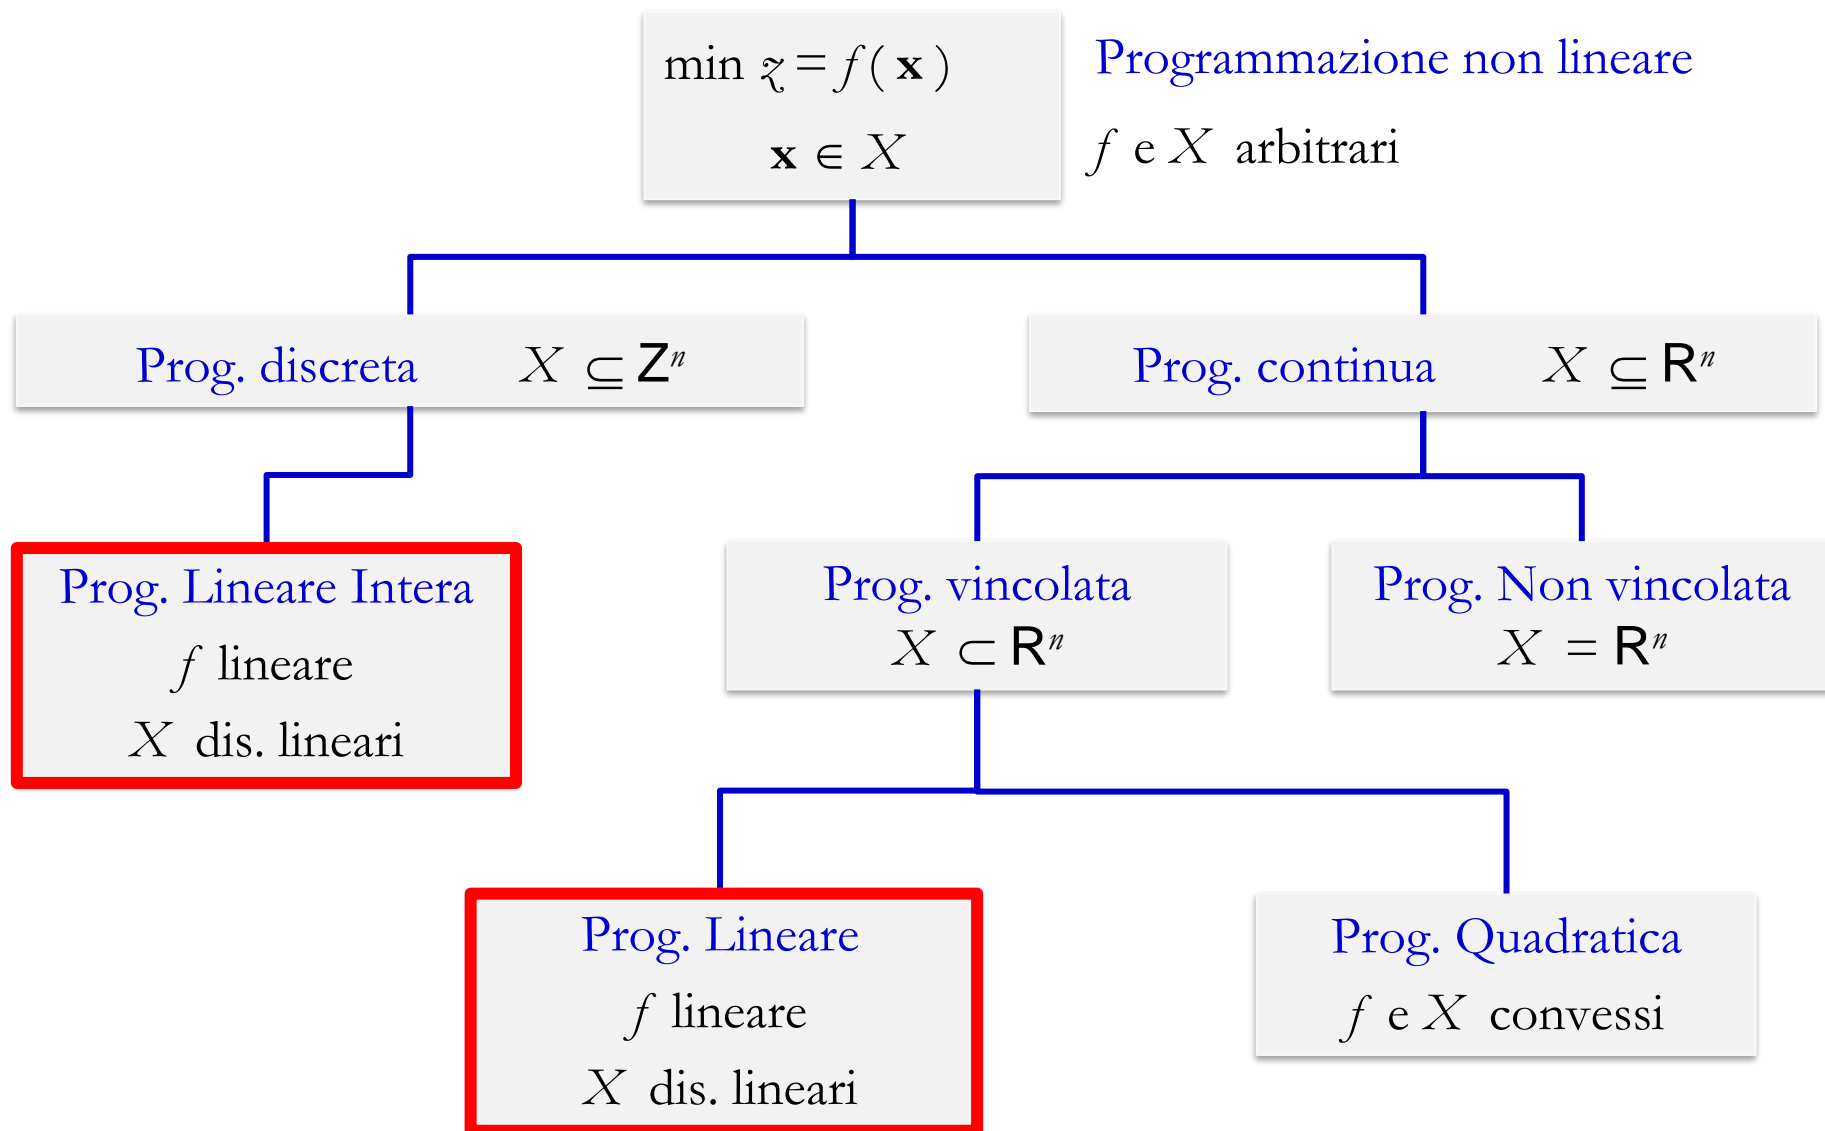 min z = f ( x )
x ∈ X
Programmazione non lineare
f e X arbitrari
Prog. discreta X ⊆ Zⁿ
Prog. continua X ⊆ Rⁿ
Prog. Lineare Intera
f lineare
X dis. lineari
Prog. vincolata
X ⊂ Rⁿ
Prog. Non vincolata
X = Rⁿ
Prog. Lineare
f lineare
X dis. lineari
Prog. Quadratica
f e X convessi